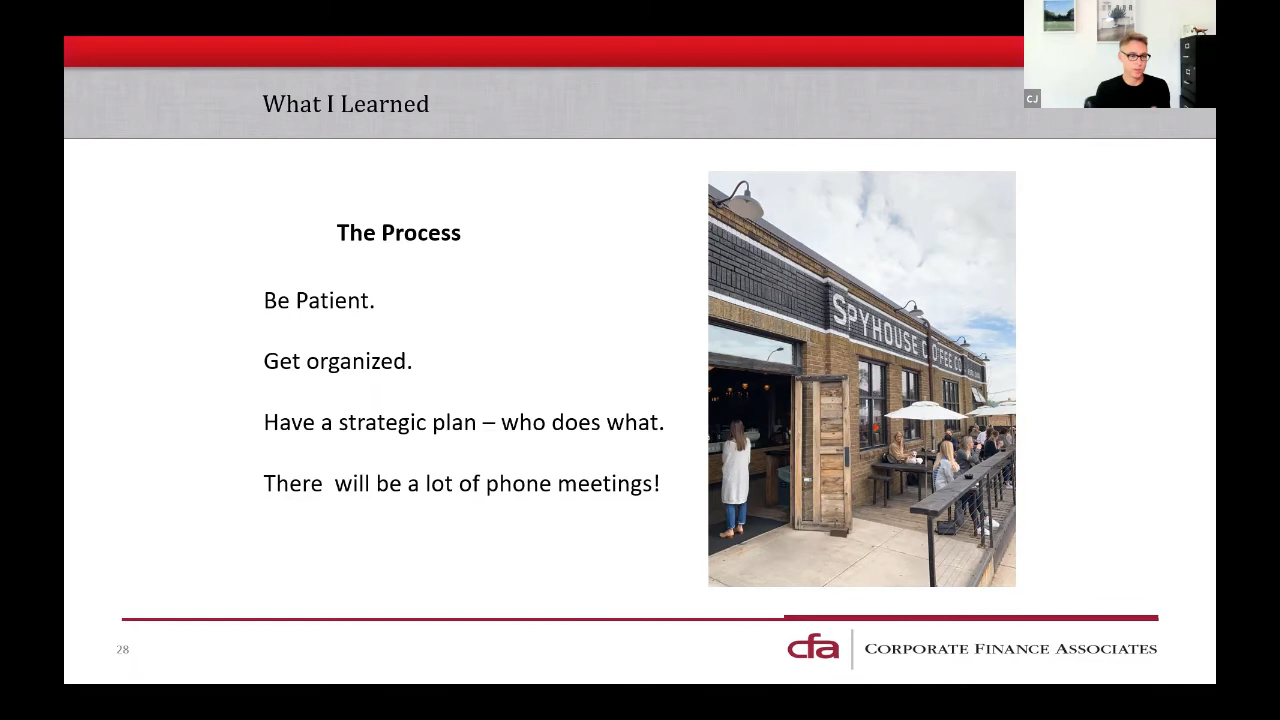 CJ
What I Learned
The Process
Be Patient.
Get organized.
Have a strategic plan – who does what.
There  will be a lot of phone meetings!
SPYHOUSE COFFEE CO
28
cfa
CORPORATE FINANCE ASSOCIATES